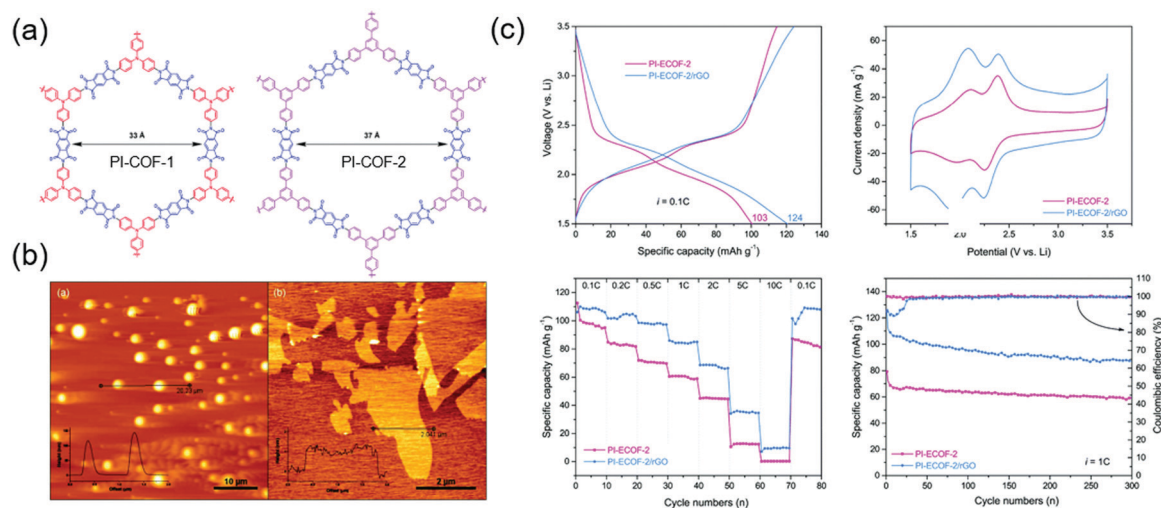 (a)
33 Å
PI-COF-1
37 Å
PI-COF-2
(b)
(a)
20.23 µm
10 µm
(b)
2 µm
(c)
Voltage (V vs. Li)
3.5
3.0
2.5
2.0
1.5
PI-ECOF-2
PI-ECOF-2/rGO
i = 0.1C
103
124
0 20 40 60 80 100 120 140
Specific capacity (mAh g⁻¹)
Current density (mA g⁻¹)
60
40
20
0
-20
-40
-60
PI-ECOF-2
PI-ECOF-2/rGO
1.5 2.0 2.5 3.0 3.5
Potential (V vs. Li)
Specific capacity (mAh g⁻¹)
120
100
80
60
40
20
0
0.1C 0.2C 0.5C 1C 2C 5C 10C 0.1C
PI-ECOF-2
PI-ECOF-2/rGO
0 10 20 30 40 50 60 70 80
Cycle numbers (n)
Specific capacity (mAh g⁻¹)
140
120
100
80
60
40
20
0
110
100
90
80
70
60
50
40
30
20
10
0
Coulombic efficiency (%)
PI-ECOF-2
PI-ECOF-2/rGO
i = 1C
0 50 100 150 200 250 300
Cycle numbers (n)